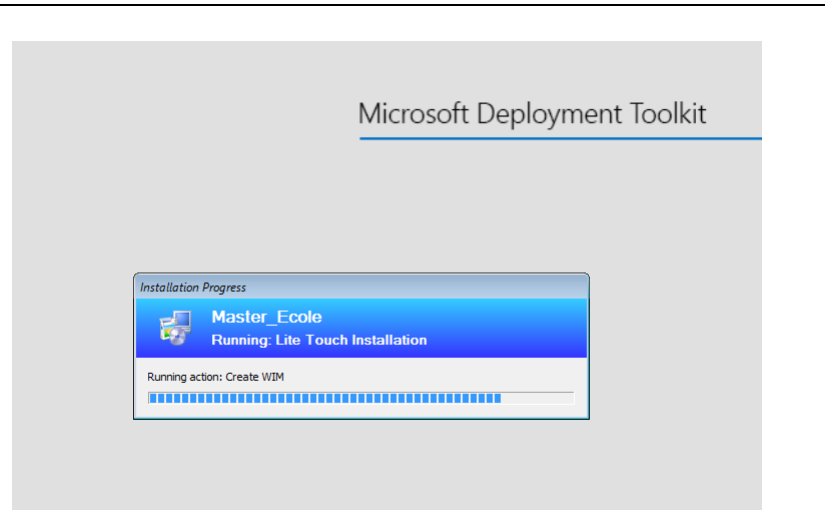 Microsoft Deployment Toolkit
Installation Progress
Master_Ecole
Running: Lite Touch Installation
Running action: Create WIM